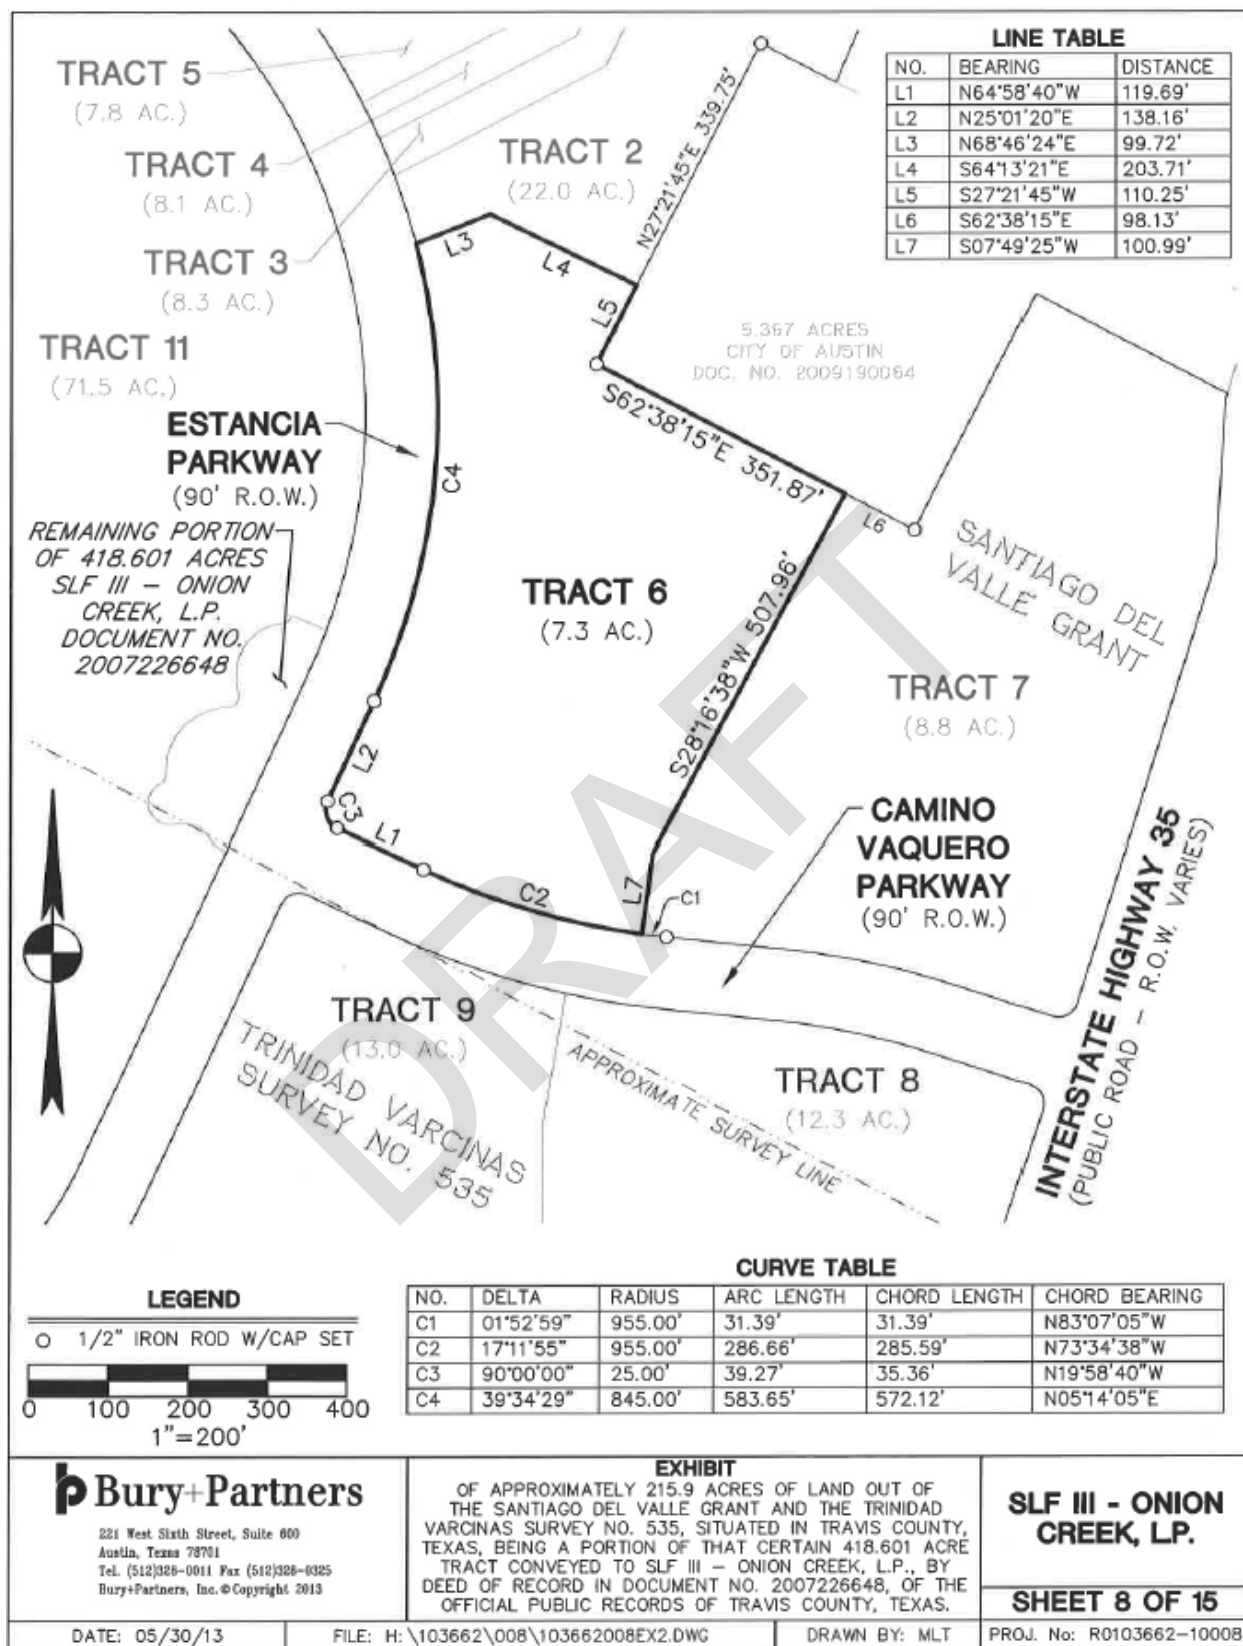 LINE TABLE
NO. BEARING DISTANCE
L1 N64°58'40"W 119.69'
L2 N25°01'20"E 138.16'
L3 N68°46'24"E 99.72'
L4 S64°13'21"E 203.71'
L5 S27°21'45"W 110.25'
L6 S62°38'15"E 98.13'
L7 S07°49'25"W 100.99'
TRACT 5
(7.8 AC.)
TRACT 4
(8.1 AC.)
TRACT 3
(8.3 AC.)
TRACT 2
(22.0 AC.)
N27°21'45"E 339.75'
TRACT 11
(71.5 AC.)
L3
L4
L5
5.367 ACRES
CITY OF AUSTIN
DOC. NO. 2009190064
ESTANCIA
PARKWAY
(90' R.O.W.)
C4
S62°38'15"E 351.87'
L6
REMAINING PORTION
OF 418.601 ACRES
SLF III – ONION
CREEK, L.P.
DOCUMENT NO.
2007226648
TRACT 6
(7.3 AC.)
SANTIAGO DEL
VALLE GRANT
S28°16'38"W 507.96'
TRACT 7
(8.8 AC.)
L2
C3
L1
C2
L7
C1
CAMINO
VAQUERO
PARKWAY
(90' R.O.W.)
INTERSTATE HIGHWAY 35
(PUBLIC ROAD – R.O.W. VARIES)
DRAFT
TRACT 9
(13.0 AC.)
TRINIDAD VARCINAS
SURVEY NO. 535
APPROXIMATE SURVEY LINE
TRACT 8
(12.3 AC.)
LEGEND
1/2" IRON ROD W/CAP SET
0 100 200 300 400
1"=200'
CURVE TABLE
NO. DELTA RADIUS ARC LENGTH CHORD LENGTH CHORD BEARING
C1 01°52'59" 955.00' 31.39' 31.39' N83°07'05"W
C2 17°11'55" 955.00' 286.66' 285.59' N73°34'38"W
C3 90°00'00" 25.00' 39.27' 35.36' N19°58'40"W
C4 39°34'29" 845.00' 583.65' 572.12' N05°14'05"E
Bury+Partners
221 West Sixth Street, Suite 600
Austin, Texas 78701
Tel. (512)328-0011 Fax (512)328-0325
Bury+Partners, Inc. © Copyright 2013
EXHIBIT
OF APPROXIMATELY 215.9 ACRES OF LAND OUT OF
THE SANTIAGO DEL VALLE GRANT AND THE TRINIDAD
VARCINAS SURVEY NO. 535, SITUATED IN TRAVIS COUNTY,
TEXAS, BEING A PORTION OF THAT CERTAIN 418.601 ACRE
TRACT CONVEYED TO SLF III – ONION CREEK, L.P., BY
DEED OF RECORD IN DOCUMENT NO. 2007226648, OF THE
OFFICIAL PUBLIC RECORDS OF TRAVIS COUNTY, TEXAS.
SLF III - ONION
CREEK, L.P.
SHEET 8 OF 15
DATE: 05/30/13 FILE: H:\103662\008\103662008EX2.DWG DRAWN BY: MLT PROJ. No: R0103662-10008